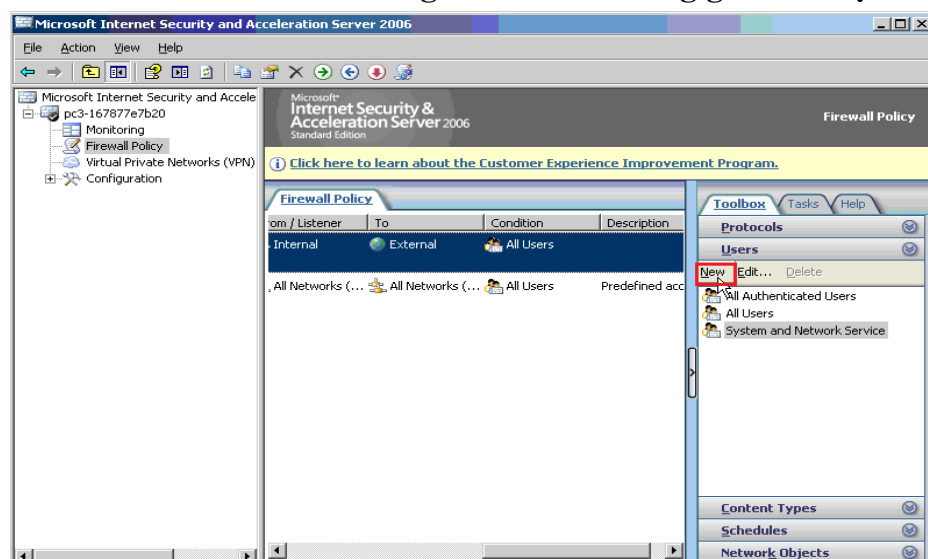 Microsoft Internet Security and Acceleration Server 2006
File Action View Help
Microsoft Internet Security and Accele
pc3-167877e7b20
Monitoring
Firewall Policy
Virtual Private Networks (VPN)
Configuration
Microsoft
Internet Security &
Acceleration Server 2006
Standard Edition
Firewall Policy
Click here to learn about the Customer Experience Improvement Program.
Firewall Policy
om / Listener To Condition Description
Internal External All Users
All Networks (... All Networks (... All Users Predefined acc
Toolbox Tasks Help
Protocols
Users
New Edit... Delete
All Authenticated Users
All Users
System and Network Service
Content Types
Schedules
Network Objects